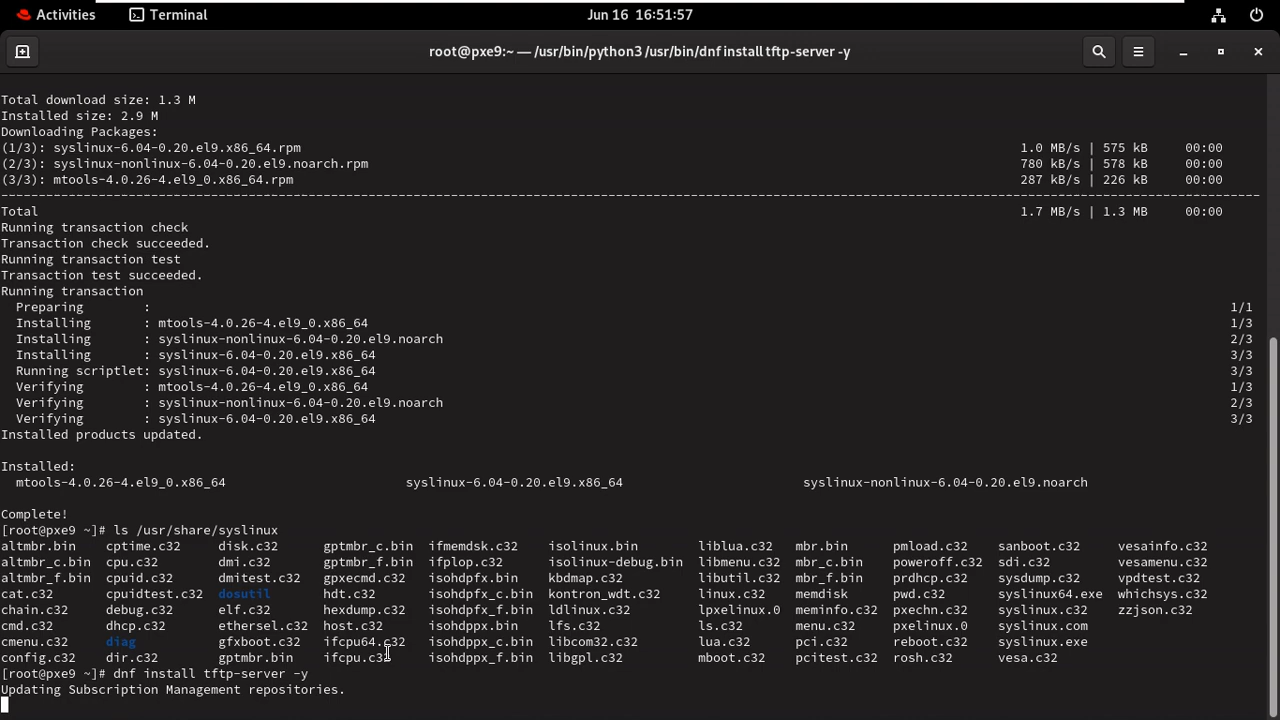 Activities Terminal Jun 16 16:51:57
root@pxe9:~ — /usr/bin/python3 /usr/bin/dnf install tftp-server -y
Total download size: 1.3 M
Installed size: 2.9 M
Downloading Packages:
(1/3): syslinux-6.04-0.20.el9.x86_64.rpm 1.0 MB/s | 575 kB 00:00
(2/3): syslinux-nonlinux-6.04-0.20.el9.noarch.rpm 780 kB/s | 578 kB 00:00
(3/3): mtools-4.0.26-4.el9_0.x86_64.rpm 287 kB/s | 226 kB 00:00
--------------------------------------------------------------------------------
Total 1.7 MB/s | 1.3 MB 00:00
Running transaction check
Transaction check succeeded.
Running transaction test
Transaction test succeeded.
Running transaction
Preparing : 1/1
Installing : mtools-4.0.26-4.el9_0.x86_64 1/3
Installing : syslinux-nonlinux-6.04-0.20.el9.noarch 2/3
Installing : syslinux-6.04-0.20.el9.x86_64 3/3
Running scriptlet: syslinux-6.04-0.20.el9.x86_64 3/3
Verifying : mtools-4.0.26-4.el9_0.x86_64 1/3
Verifying : syslinux-nonlinux-6.04-0.20.el9.noarch 2/3
Verifying : syslinux-6.04-0.20.el9.x86_64 3/3
Installed products updated.
Installed:
mtools-4.0.26-4.el9_0.x86_64 syslinux-6.04-0.20.el9.x86_64 syslinux-nonlinux-6.04-0.20.el9.noarch
Complete!
[root@pxe9 ~]# ls /usr/share/syslinux
altmbr.bin cptime.c32 disk.c32 gptmbr_c.bin ifmemdsk.c32 isolinux.bin liblua.c32 mbr.bin pmload.c32 sanboot.c32 vesainfo.c32
altmbr_c.bin cpu.c32 dmi.c32 gptmbr_f.bin ifplop.c32 isolinux-debug.bin libmenu.c32 mbr_c.bin poweroff.c32 sdi.c32 vesamenu.c32
altmbr_f.bin cpuid.c32 dmitest.c32 gpxecmd.c32 isohdpfx.bin kbdmap.c32 libutil.c32 mbr_f.bin prdhcp.c32 sysdump.c32 vpdtest.c32
cat.c32 cpuidtest.c32 dosutil hdt.c32 isohdpfx_c.bin kontron_wdt.c32 linux.c32 memdisk pwd.c32 syslinux64.exe whichsys.c32
chain.c32 debug.c32 elf.c32 hexdump.c32 isohdpfx_f.bin ldlinux.c32 lpxelinux.0 meminfo.c32 pxechn.c32 syslinux.c32 zzjson.c32
cmd.c32 dhcp.c32 ethersel.c32 host.c32 isohdppx.bin lfs.c32 ls.c32 menu.c32 pxelinux.0 syslinux.com
cmenu.c32 diag gfxboot.c32 ifcpu64.c32 isohdppx_c.bin libcom32.c32 lua.c32 pci.c32 reboot.c32 syslinux.exe
config.c32 dir.c32 gptmbr.bin ifcpu.c32 isohdppx_f.bin libgpl.c32 mboot.c32 pcitest.c32 rosh.c32 vesa.c32
[root@pxe9 ~]# dnf install tftp-server -y
Updating Subscription Management repositories.